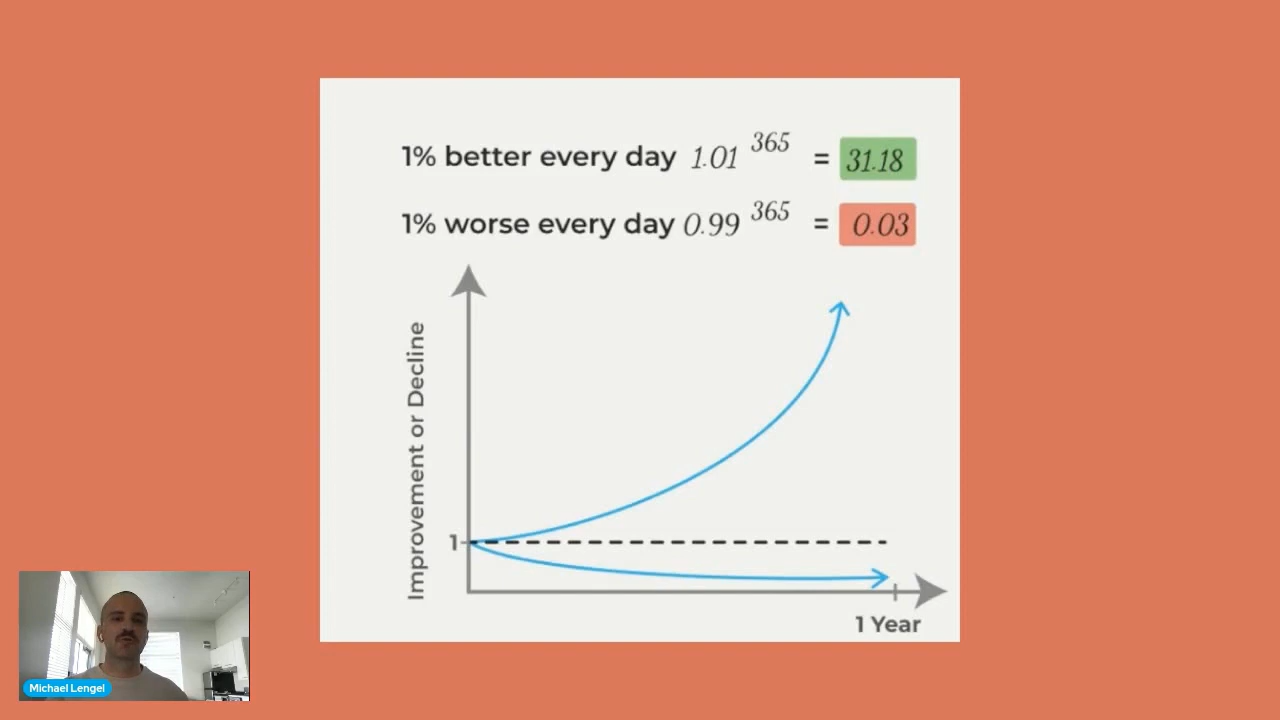 1% better every day 1.01 365 = 31.18
1% worse every day 0.99 365 = 0.03
Improvement or Decline
1
1 Year
Michael Lengel